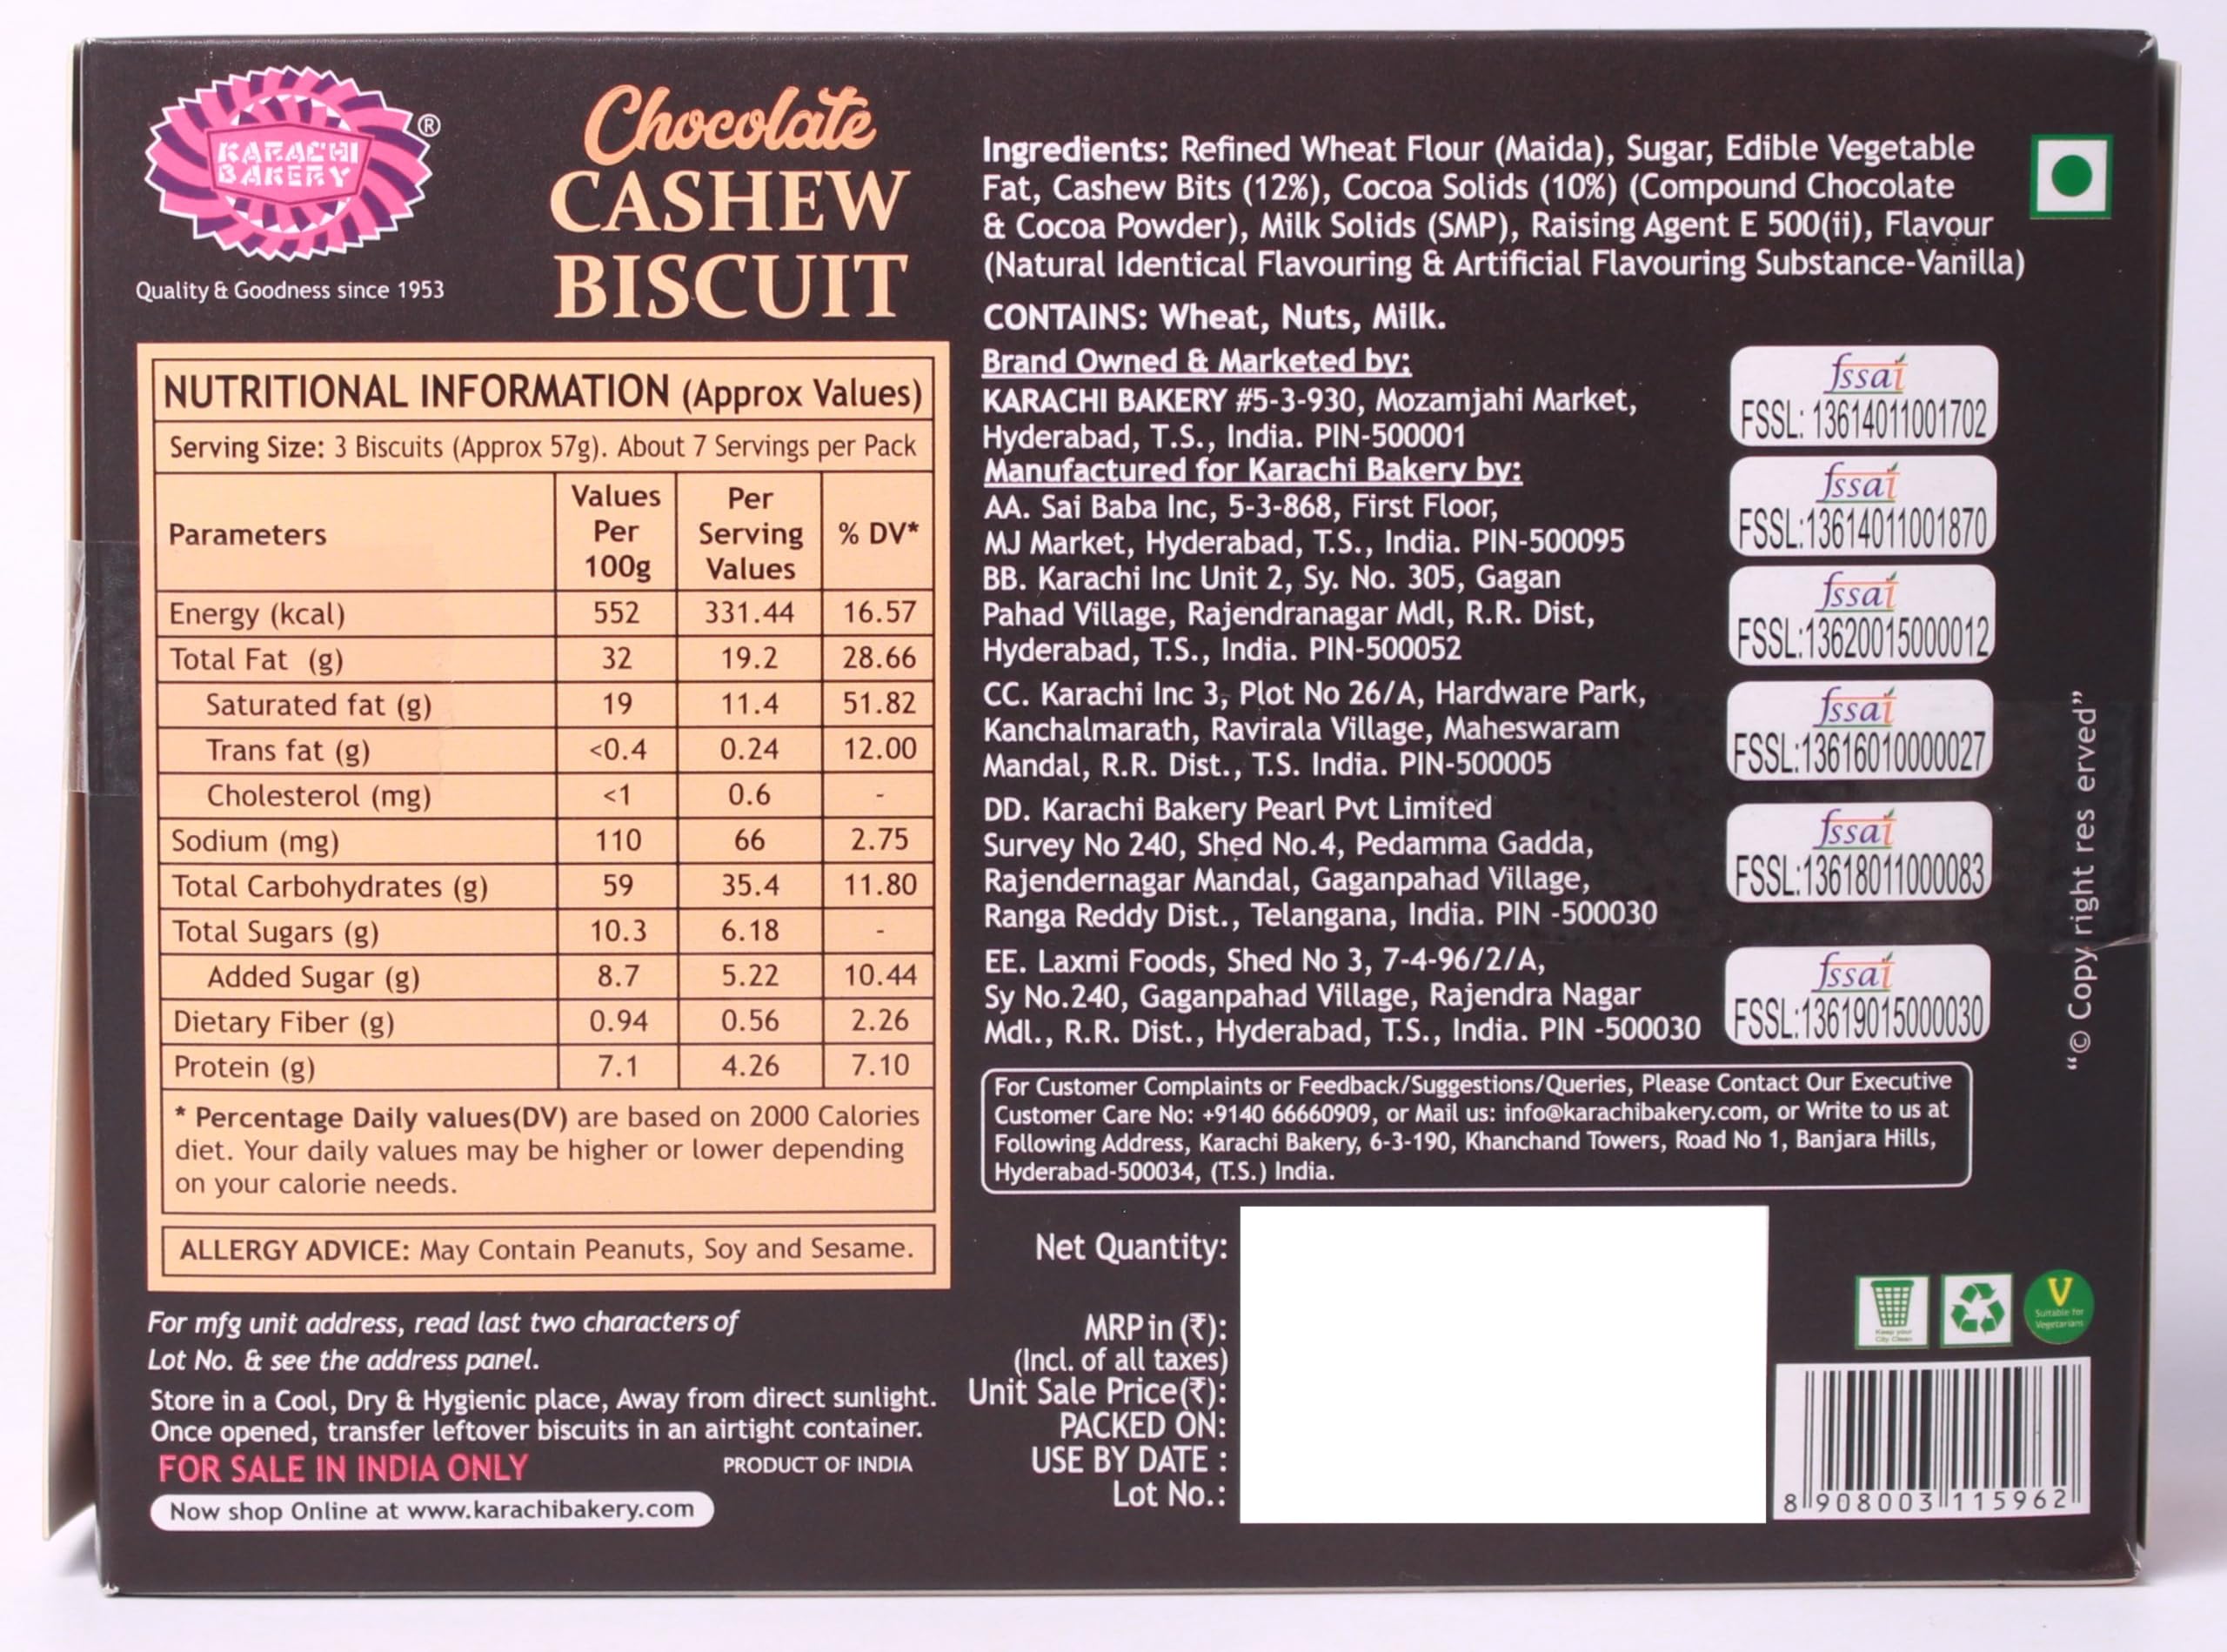 KARACHI
BAKERY
®
Quality & Goodness since 1953
Chocolate
CASHEW
BISCUIT
NUTRITIONAL INFORMATION (Approx Values)
Serving Size: 3 Biscuits (Approx 57g). About 7 Servings per Pack
Parameters Values Per 100g Per Serving Values % DV*
Energy (kcal) 552 331.44 16.57
Total Fat (g) 32 19.2 28.66
Saturated fat (g) 19 11.4 51.82
Trans fat (g) <0.4 0.24 12.00
Cholesterol (mg) <1 0.6 -
Sodium (mg) 110 66 2.75
Total Carbohydrates (g) 59 35.4 11.80
Total Sugars (g) 10.3 6.18 -
Added Sugar (g) 8.7 5.22 10.44
Dietary Fiber (g) 0.94 0.56 2.26
Protein (g) 7.1 4.26 7.10
* Percentage Daily values(DV) are based on 2000 Calories
diet. Your daily values may be higher or lower depending
on your calorie needs.
ALLERGY ADVICE: May Contain Peanuts, Soy and Sesame.
For mfg unit address, read last two characters of
Lot No. & see the address panel.
Store in a Cool, Dry & Hygienic place, Away from direct sunlight.
Once opened, transfer leftover biscuits in an airtight container.
FOR SALE IN INDIA ONLY PRODUCT OF INDIA
Now shop Online at www.karachibakery.com
Ingredients: Refined Wheat Flour (Maida), Sugar, Edible Vegetable
Fat, Cashew Bits (12%), Cocoa Solids (10%) (Compound Chocolate
& Cocoa Powder), Milk Solids (SMP), Raising Agent E 500(ii), Flavour
(Natural Identical Flavouring & Artificial Flavouring Substance-Vanilla)
CONTAINS: Wheat, Nuts, Milk.
Brand Owned & Marketed by:
KARACHI BAKERY #5-3-930, Mozamjahi Market,
Hyderabad, T.S., India. PIN-500001
Manufactured for Karachi Bakery by:
AA. Sai Baba Inc, 5-3-868, First Floor,
MJ Market, Hyderabad, T.S., India. PIN-500095
BB. Karachi Inc Unit 2, Sy. No. 305, Gagan
Pahad Village, Rajendranagar Mdl, R.R. Dist,
Hyderabad, T.S., India. PIN-500052
CC. Karachi Inc 3, Plot No 26/A, Hardware Park,
Kanchalmarath, Ravirala Village, Maheswaram
Mandal, R.R. Dist., T.S. India. PIN-500005
DD. Karachi Bakery Pearl Pvt Limited
Survey No 240, Shed No.4, Pedamma Gadda,
Rajendernagar Mandal, Gaganpahad Village,
Ranga Reddy Dist., Telangana, India. PIN -500030
EE. Laxmi Foods, Shed No 3, 7-4-96/2/A,
Sy No.240, Gaganpahad Village, Rajendra Nagar
Mdl., R.R. Dist., Hyderabad, T.S., India. PIN -500030
fssai
FSSL: 13614011001702
fssai
FSSL:13614011001870
fssai
FSSL:13620015000012
fssai
FSSL:13616010000027
fssai
FSSL:13618011000083
fssai
FSSL:13619015000030
"© Copy right res erved"
For Customer Complaints or Feedback/Suggestions/Queries, Please Contact Our Executive
Customer Care No: +9140 66660909, or Mail us: info@karachibakery.com, or Write to us at
Following Address, Karachi Bakery, 6-3-190, Khanchand Towers, Road No 1, Banjara Hills,
Hyderabad-500034, (T.S.) India.
Net Quantity:
MRP in (₹):
(Incl. of all taxes)
Unit Sale Price(₹):
PACKED ON:
USE BY DATE :
Lot No.:
Keep your
City Clean
V
Suitable for
Vegetarians
8 908003 115962